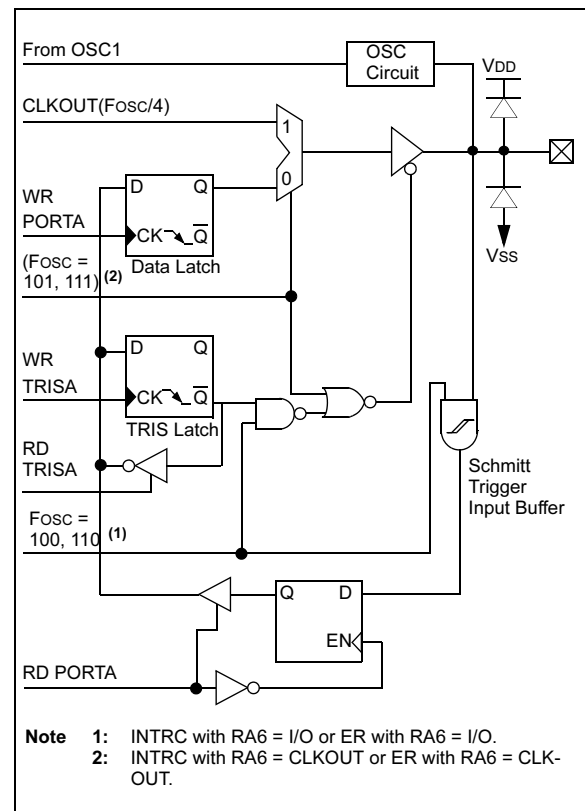 From OSC1
OSC
Circuit
VDD
CLKOUT(FOSC/4)
1
0
D Q
WR
PORTA
CK Q
Data Latch
VSS
(FOSC =
101, 111) (2)
D Q
WR
TRISA
CK Q
TRIS Latch
RD
TRISA
Schmitt
Trigger
Input Buffer
FOSC =
100, 110 (1)
Q D
EN
RD PORTA
Note 1: INTRC with RA6 = I/O or ER with RA6 = I/O.
2: INTRC with RA6 = CLKOUT or ER with RA6 = CLK-
OUT.